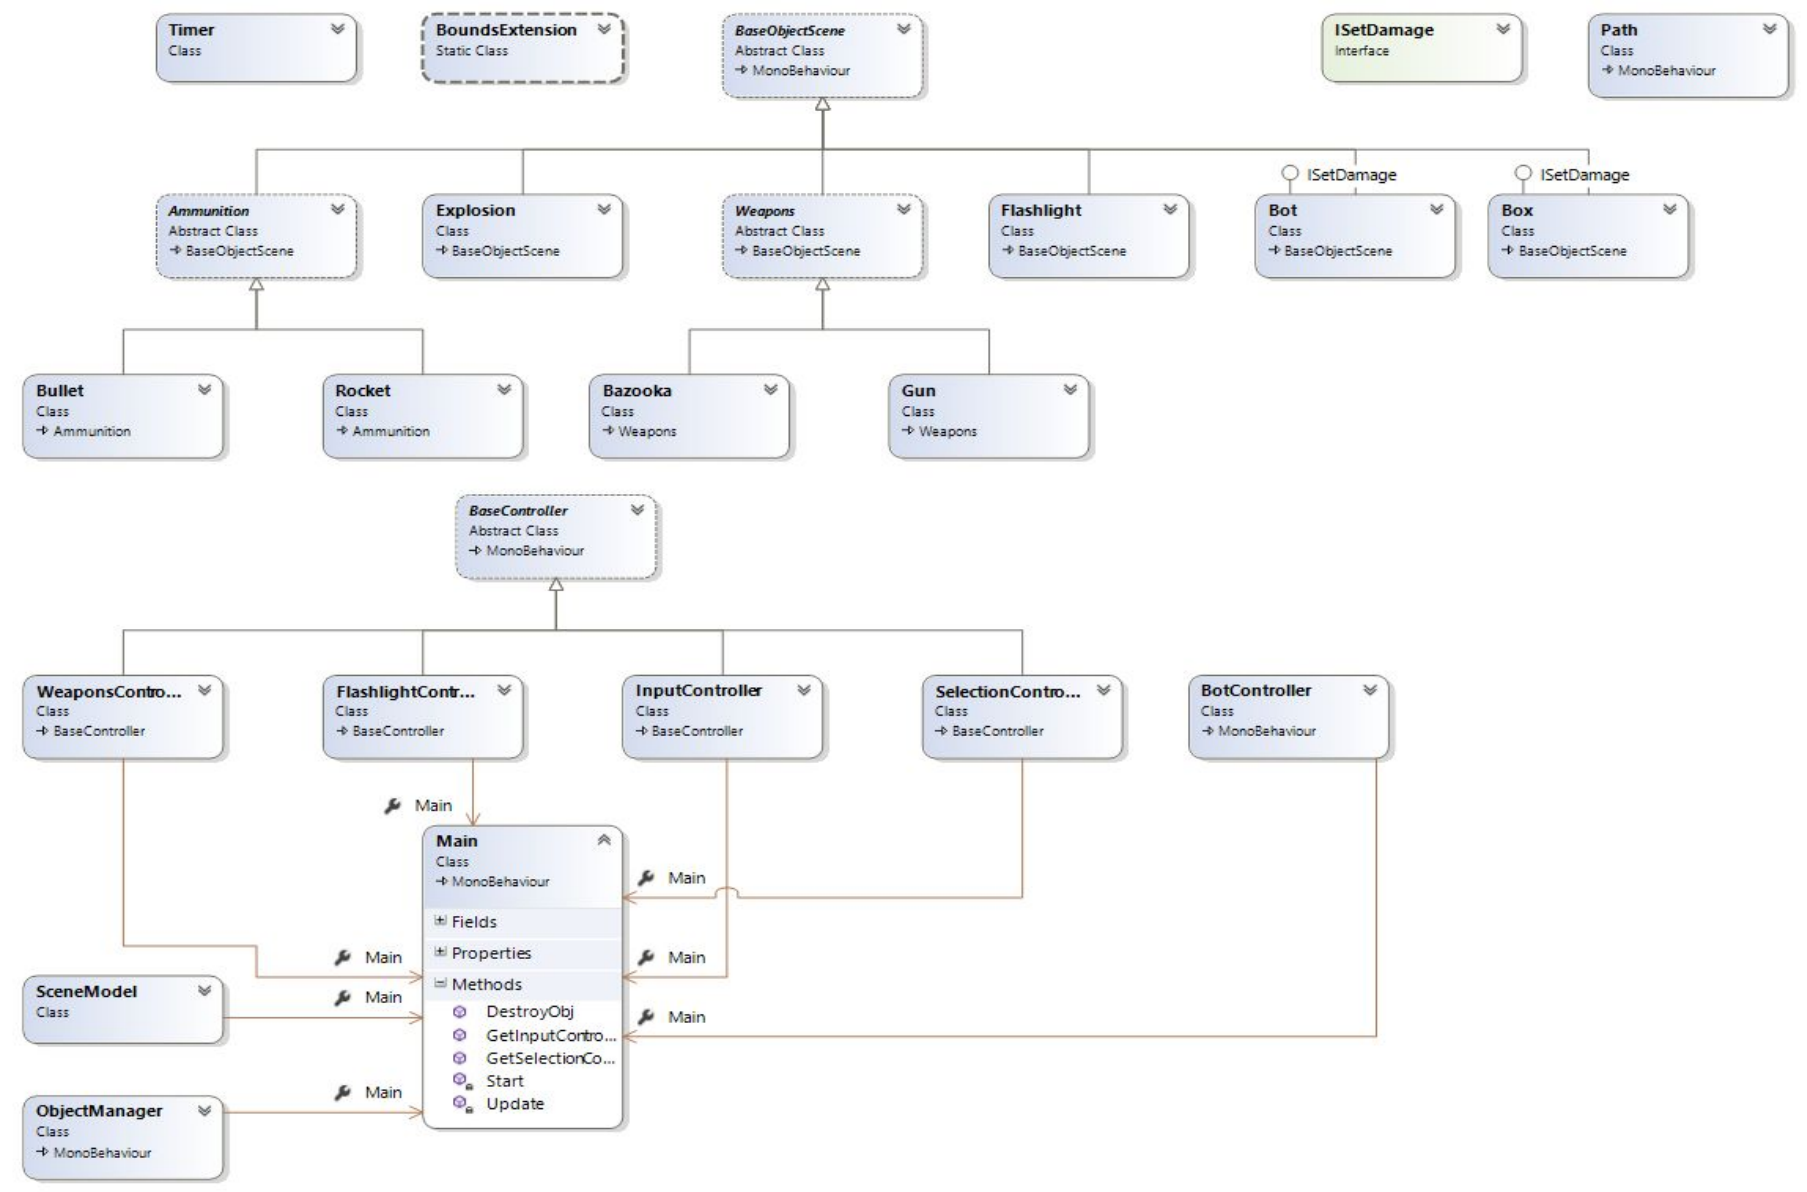 Timer
Class
BoundsExtension
Static Class
BaseObjectScene
Abstract Class
MonoBehaviour
ISetDamage
Interface
Path
Class
MonoBehaviour
ISetDamage
ISetDamage
Ammunition
Abstract Class
BaseObjectScene
Explosion
Class
BaseObjectScene
Weapons
Abstract Class
BaseObjectScene
Flashlight
Class
BaseObjectScene
Bot
Class
BaseObjectScene
Box
Class
BaseObjectScene
Bullet
Class
Ammunition
Rocket
Class
Ammunition
Bazooka
Class
Weapons
Gun
Class
Weapons
BaseController
Abstract Class
MonoBehaviour
WeaponsContro...
Class
BaseController
FlashlightContr...
Class
BaseController
InputController
Class
BaseController
SelectionContro...
Class
BaseController
BotController
Class
MonoBehaviour
Main
Main
Class
MonoBehaviour
Fields
Properties
Methods
DestroyObj
GetInputContro...
GetSelectionCo...
Start
Update
Main
Main
Main
Main
Main
Main
SceneModel
Class
ObjectManager
Class
MonoBehaviour